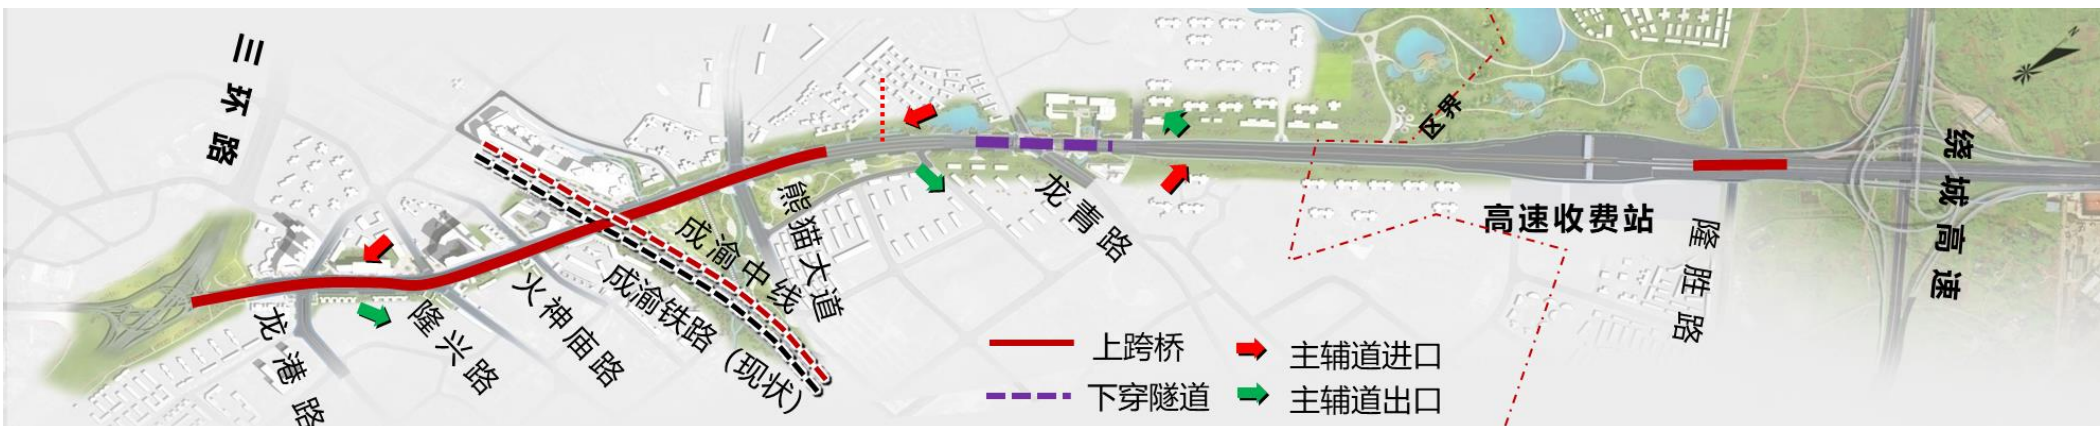 三环路
龙港路
隆兴路
火神庙路
成渝中线
成渝铁路（现状）
熊猫大道
龙青路
区界
高速收费站
隆胜路
绕城高速
N
上跨桥
主辅道进口
下穿隧道
主辅道出口